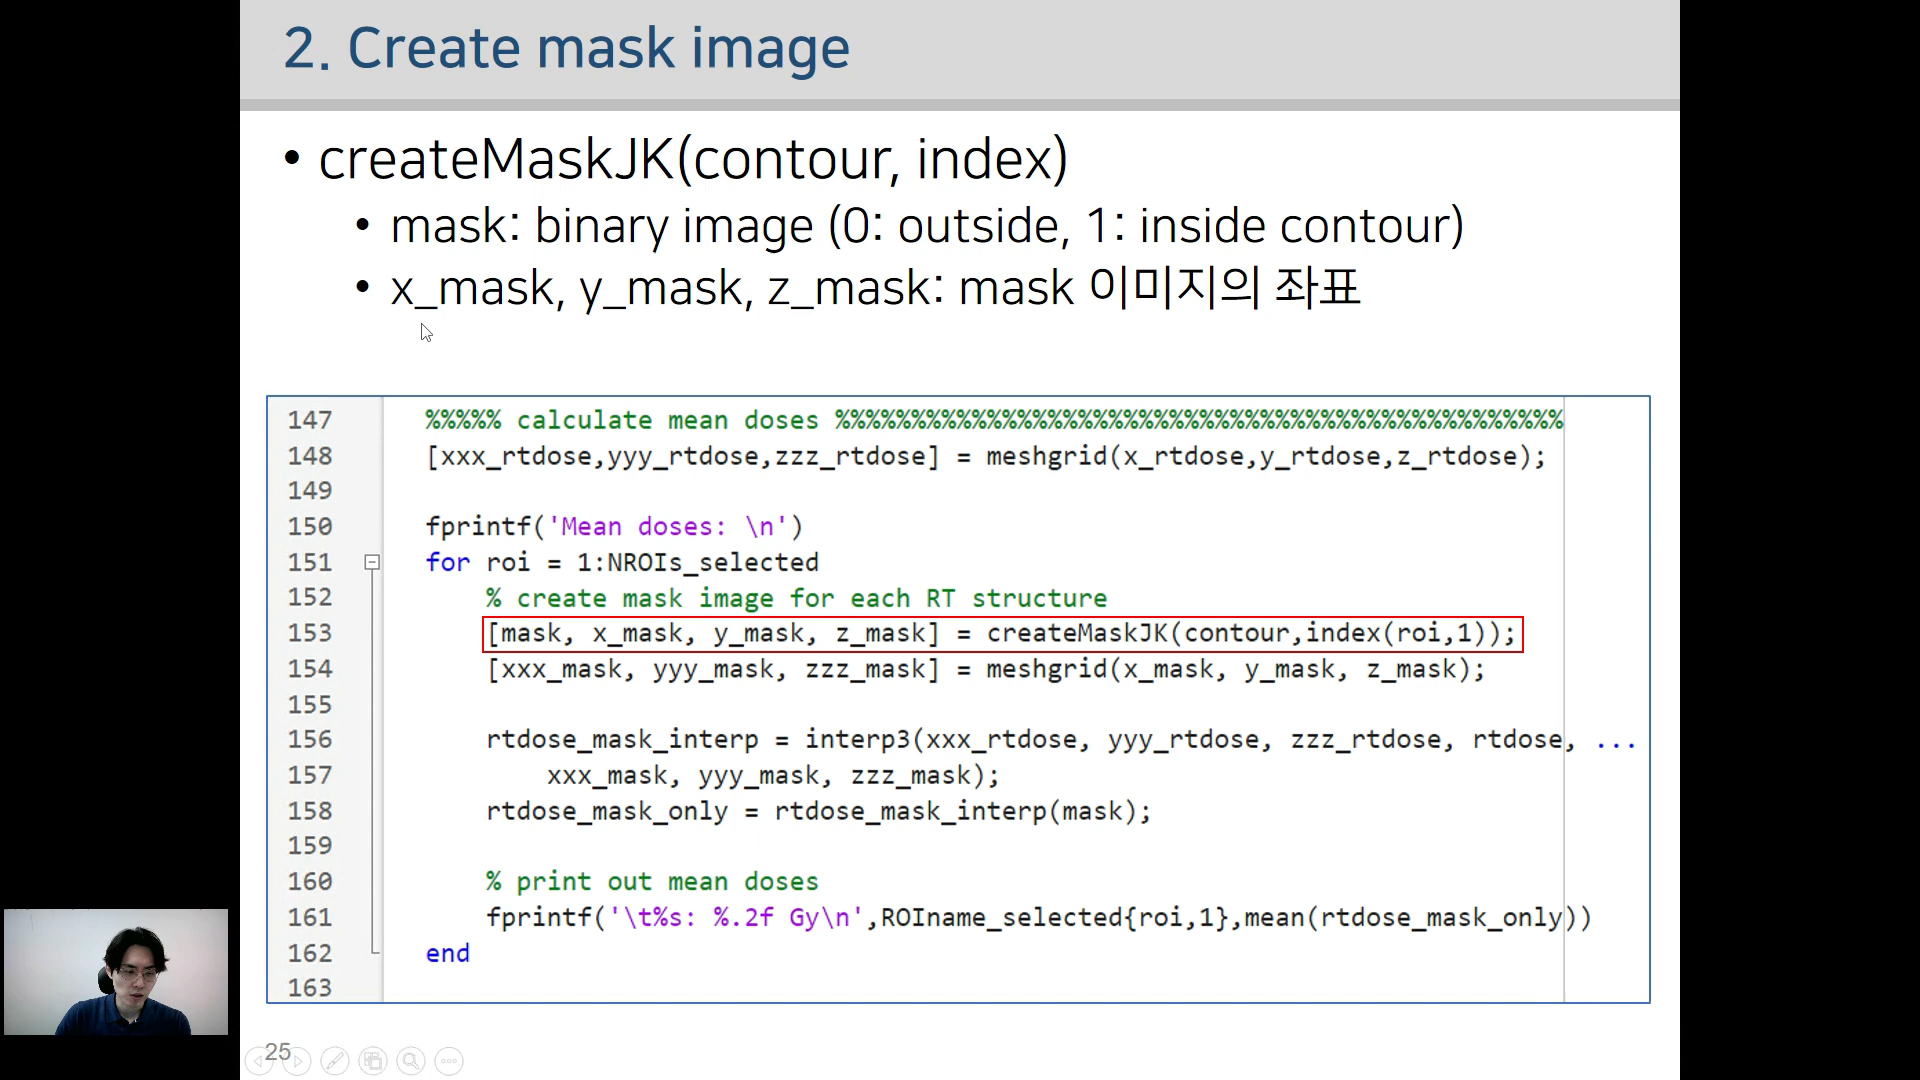 2. Create mask image
• createMaskJK(contour, index)
• mask: binary image (0: outside, 1: inside contour)
• x_mask, y_mask, z_mask: mask 이미지의 좌표
147 %%%%% calculate mean doses %%%%%%%%%%%%%%%%%%%%%%%%%%%%%%%%%%%%%%%%%%%%%%%%
148 [xxx_rtdose,yyy_rtdose,zzz_rtdose] = meshgrid(x_rtdose,y_rtdose,z_rtdose);
149
150 fprintf('Mean doses: \n')
151 for roi = 1:NROIs_selected
152 % create mask image for each RT structure
153 [mask, x_mask, y_mask, z_mask] = createMaskJK(contour,index(roi,1));
154 [xxx_mask, yyy_mask, zzz_mask] = meshgrid(x_mask, y_mask, z_mask);
155
156 rtdose_mask_interp = interp3(xxx_rtdose, yyy_rtdose, zzz_rtdose, rtdose, ...
157 xxx_mask, yyy_mask, zzz_mask);
158 rtdose_mask_only = rtdose_mask_interp(mask);
159
160 % print out mean doses
161 fprintf('\t%s: %.2f Gy\n',ROIname_selected{roi,1},mean(rtdose_mask_only))
162 end
163
25